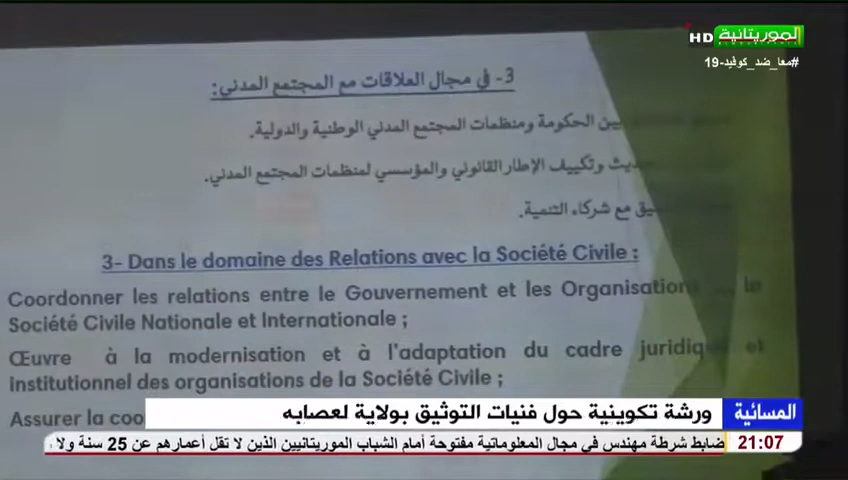 الموريتانية
HD
#معا_ضد_كوفيد-19
3- في مجال العلاقات مع المجتمع المدني:
بين الحكومة ومنظمات المجتمع المدني الوطنية والدولية.
وتكييف الإطار القانوني والمؤسسي لمنظمات المجتمع المدني.
مع شركاء التنمية.
3- Dans le domaine des Relations avec la Société Civile :
Coordonner les relations entre le Gouvernement et les Organisations la
Société Civile Nationale et Internationale ;
Œuvre à la modernisation et à l'adaptation du cadre juridique et
institutionnel des organisations de la Société Civile ;
Assurer la coo
المسائية
ورشة تكوينية حول فنيات التوثيق بولاية لعصابه
21:07
ضابط شرطة مهندس في مجال المعلوماتية مفتوحة أمام الشباب الموريتانيين الذين لا تقل أعمارهم عن 25 سنة ولا